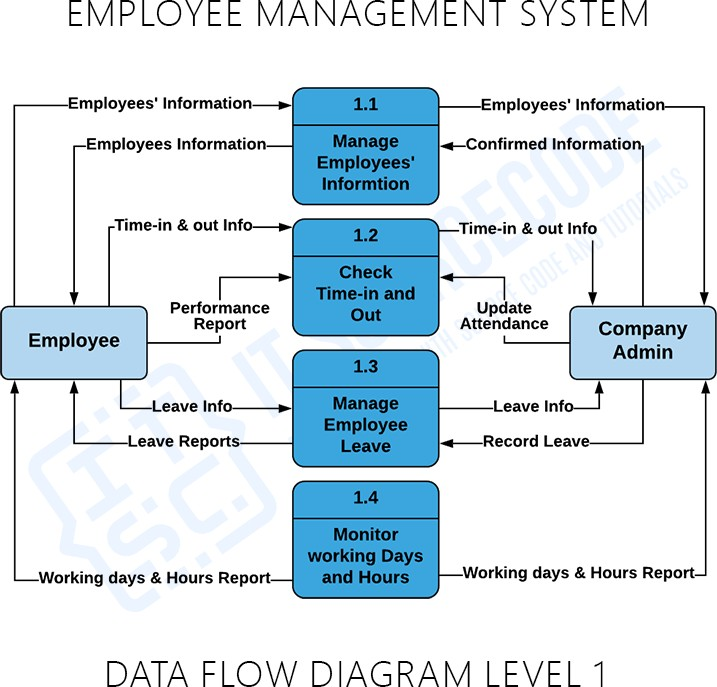 EMPLOYEE MANAGEMENT SYSTEM
Employees' Information
1.1
Employees' Information
Employees Information
Manage
Employees'
Informtion
Confirmed Information
Time-in & out Info
1.2
Time-in & out Info
Check
Time-in and
Out
Performance
Report
Update
Attendance
Employee
Company
Admin
1.3
Leave Info
Manage
Employee
Leave
Leave Info
Leave Reports
Record Leave
1.4
Monitor
working Days
and Hours
Working days & Hours Report
Working days & Hours Report
DATA FLOW DIAGRAM LEVEL 1